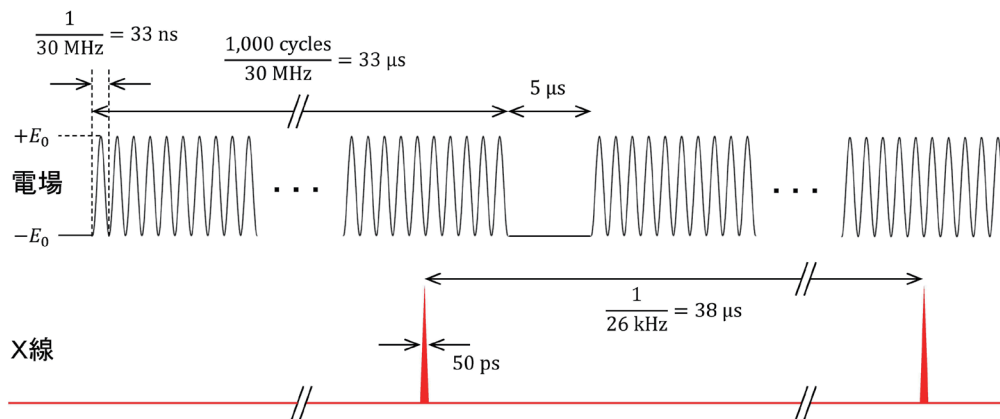 1
30 MHz
= 33 ns
1,000 cycles
30 MHz
= 33 μs
5 μs
+E₀
電場
−E₀
· · ·
· · ·
1
26 kHz
= 38 μs
X線
50 ps